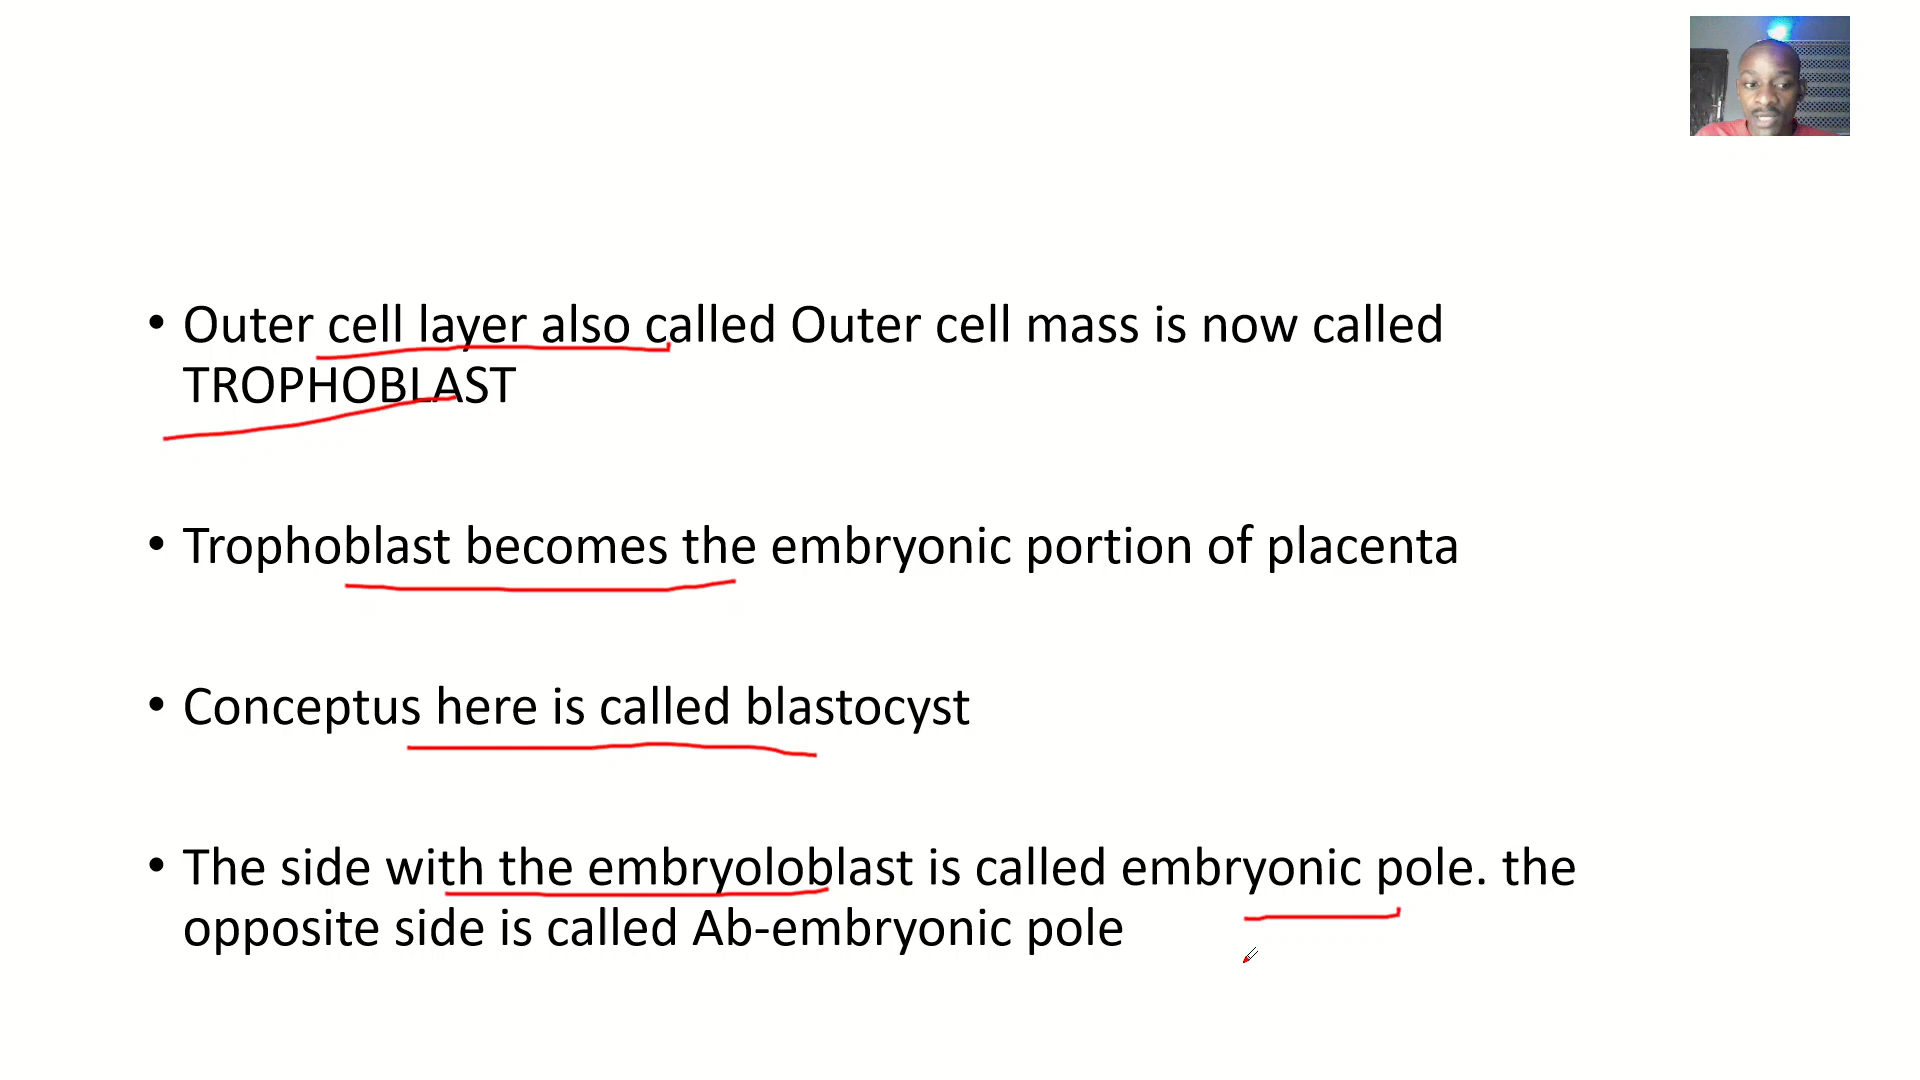 • Outer cell layer also called Outer cell mass is now called
TROPHOBLAST
• Trophoblast becomes the embryonic portion of placenta
• Conceptus here is called blastocyst
• The side with the embryoloblast is called embryonic pole. the
opposite side is called Ab-embryonic pole